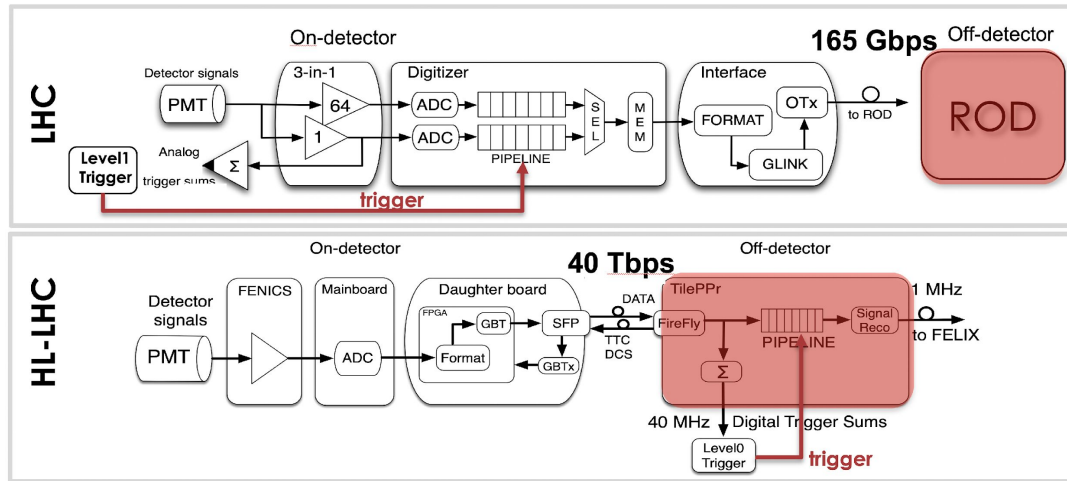 LHC
On-detector
165 Gbps
Off-detector
Detector signals
PMT
3-in-1
64
1
Analog
Σ
trigger sums
Level1
Trigger
trigger
Digitizer
ADC
ADC
PIPELINE
SEL
MEM
Interface
FORMAT
OTx
GLINK
to ROD
ROD
HL-LHC
On-detector
40 Tbps
Off-detector
Detector
signals
PMT
FENICS
Mainboard
ADC
Daughter board
FPGA
GBT
Format
SFP
GBTx
DATA
TTC
DCS
TilePPr
FireFly
PIPELINE
Signal
Reco
1 MHz
to FELIX
Σ
40 MHz
Digital Trigger Sums
Level0
Trigger
trigger